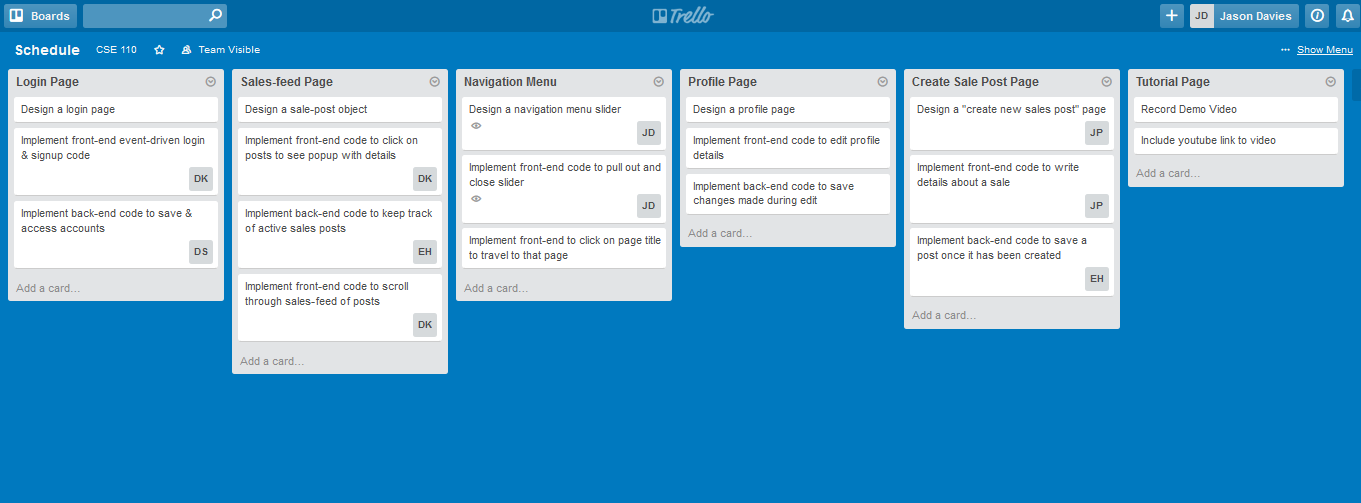 Boards
Trello
JD Jason Davies
Schedule CSE 110 Team Visible
Show Menu
Login Page
Design a login page
Implement front-end event-driven login
& signup code
DK
Implement back-end code to save &
access accounts
DS
Add a card...
Sales-feed Page
Design a sale-post object
Implement front-end code to click on
posts to see popup with details
DK
Implement back-end code to keep track
of active sales posts
EH
Implement front-end code to scroll
through sales-feed of posts
DK
Add a card...
Navigation Menu
Design a navigation menu slider
JD
Implement front-end code to pull out and
close slider
JD
Implement front-end to click on page title
to travel to that page
Add a card...
Profile Page
Design a profile page
Implement front-end code to edit profile
details
Implement back-end code to save
changes made during edit
Add a card...
Create Sale Post Page
Design a "create new sales post" page
JP
Implement front-end code to write
details about a sale
JP
Implement back-end code to save a
post once it has been created
EH
Add a card...
Tutorial Page
Record Demo Video
Include youtube link to video
Add a card...